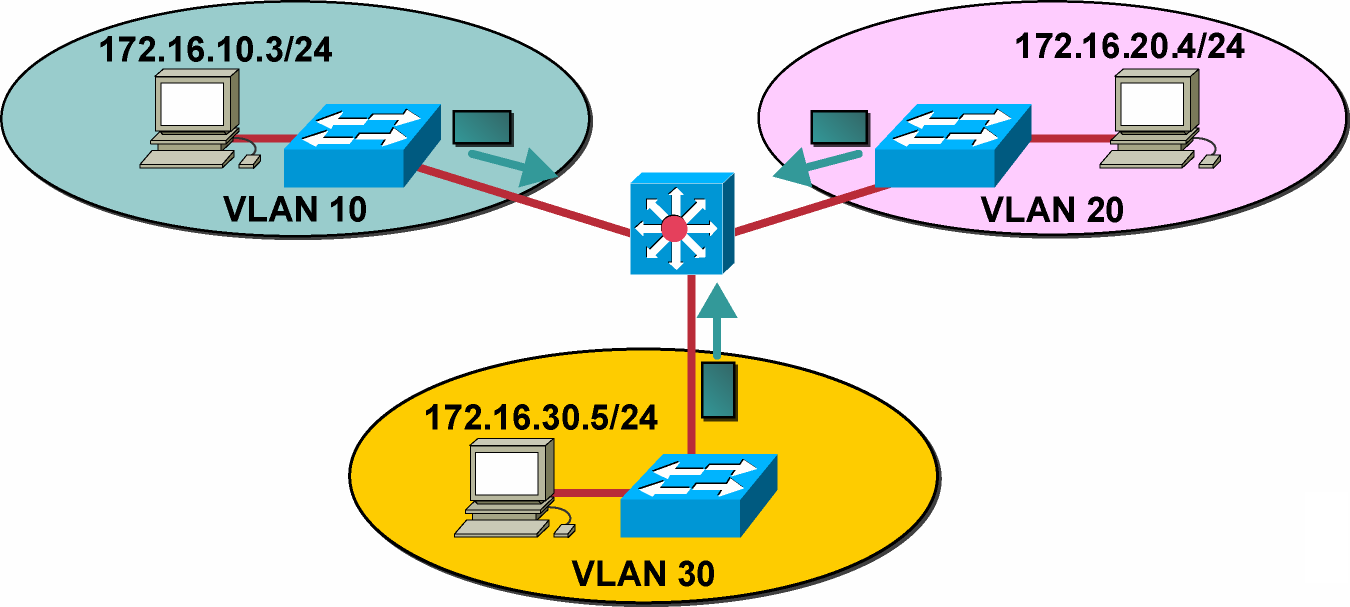 172.16.10.3/24
VLAN 10
172.16.20.4/24
VLAN 20
172.16.30.5/24
VLAN 30